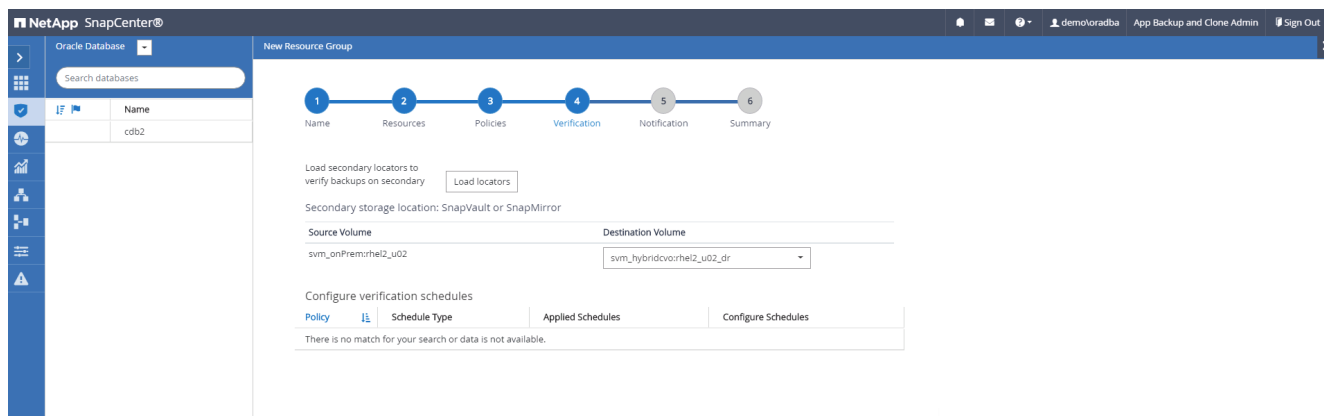 NetApp SnapCenter®
demo\oradba App Backup and Clone Admin Sign Out
Oracle Database
New Resource Group
Search databases
Name
cdb2
1 2 3 4 5 6
Name Resources Policies Verification Notification Summary
Load secondary locators to
verify backups on secondary
Load locators
Secondary storage location: SnapVault or SnapMirror
Source Volume Destination Volume
svm_onPrem:rhel2_u02 svm_hybridcvo:rhel2_u02_dr
Configure verification schedules
Policy Schedule Type Applied Schedules Configure Schedules
There is no match for your search or data is not available.